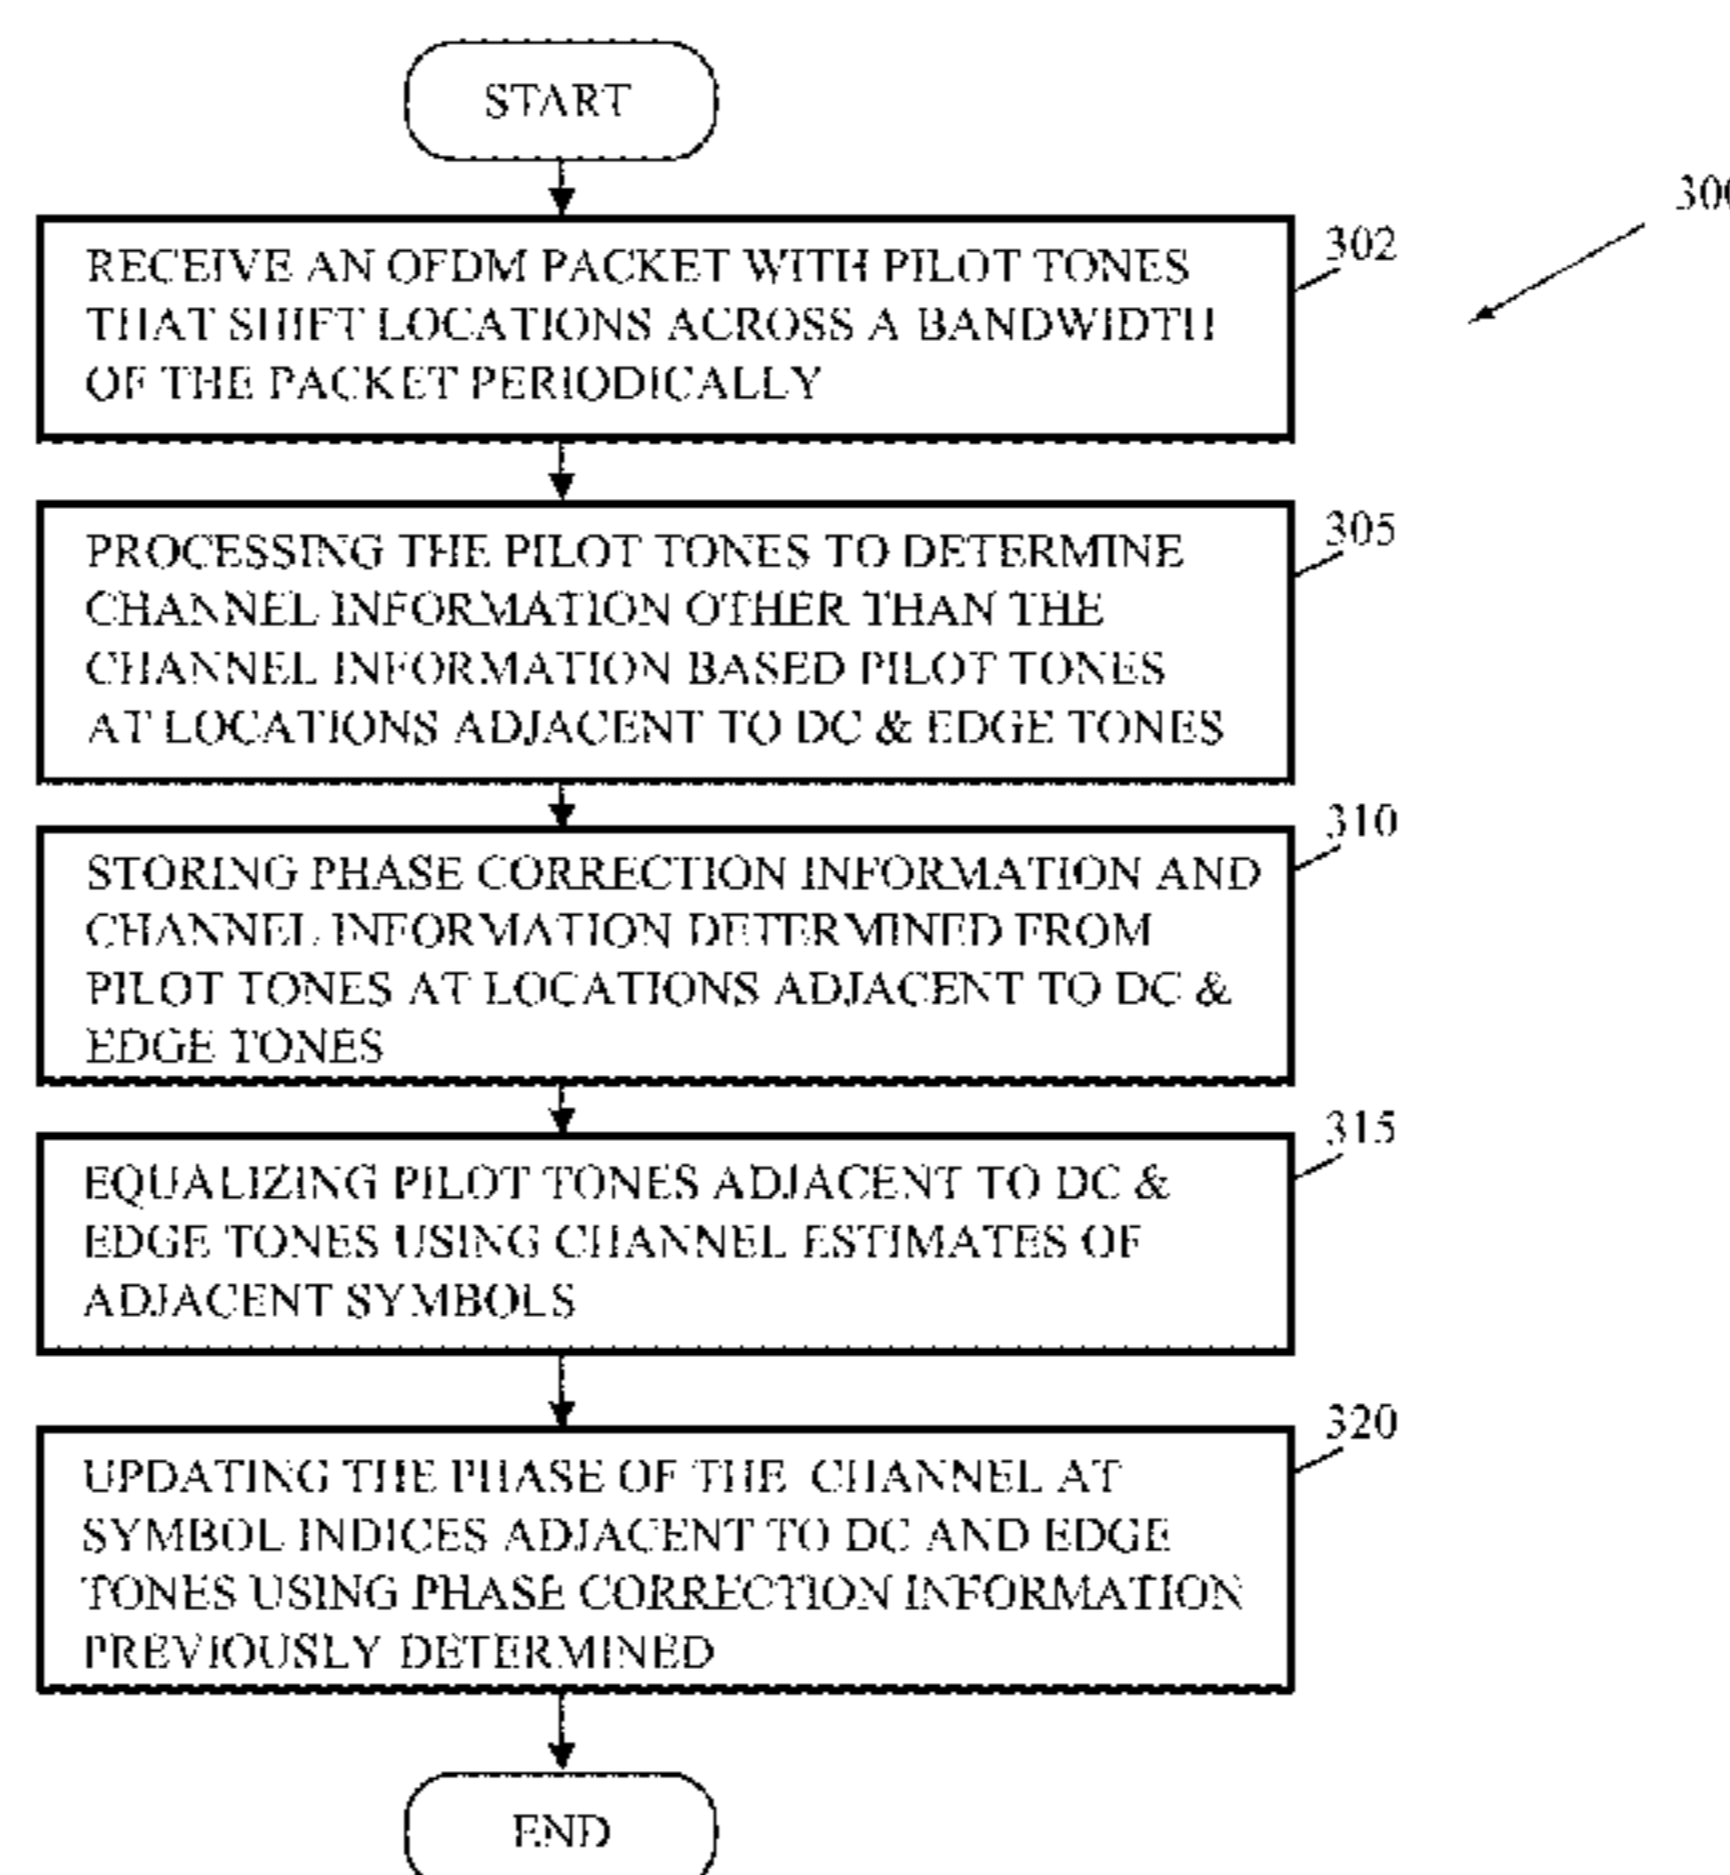 START
300
302
RECEIVE AN OFDM PACKET WITH PILOT TONES
THAT SHIFT LOCATIONS ACROSS A BANDWIDTH
OF THE PACKET PERIODICALLY
305
PROCESSING THE PILOT TONES TO DETERMINE
CHANNEL INFORMATION OTHER THAN THE
CHANNEL INFORMATION BASED PILOT TONES
AT LOCATIONS ADJACENT TO DC & EDGE TONES
310
STORING PHASE CORRECTION INFORMATION AND
CHANNEL INFORMATION DETERMINED FROM
PILOT TONES AT LOCATIONS ADJACENT TO DC &
EDGE TONES
315
EQUALIZING PILOT TONES ADJACENT TO DC &
EDGE TONES USING CHANNEL ESTIMATES OF
ADJACENT SYMBOLS
320
UPDATING THE PHASE OF THE CHANNEL AT
SYMBOL INDICES ADJACENT TO DC AND EDGE
TONES USING PHASE CORRECTION INFORMATION
PREVIOUSLY DETERMINED
END